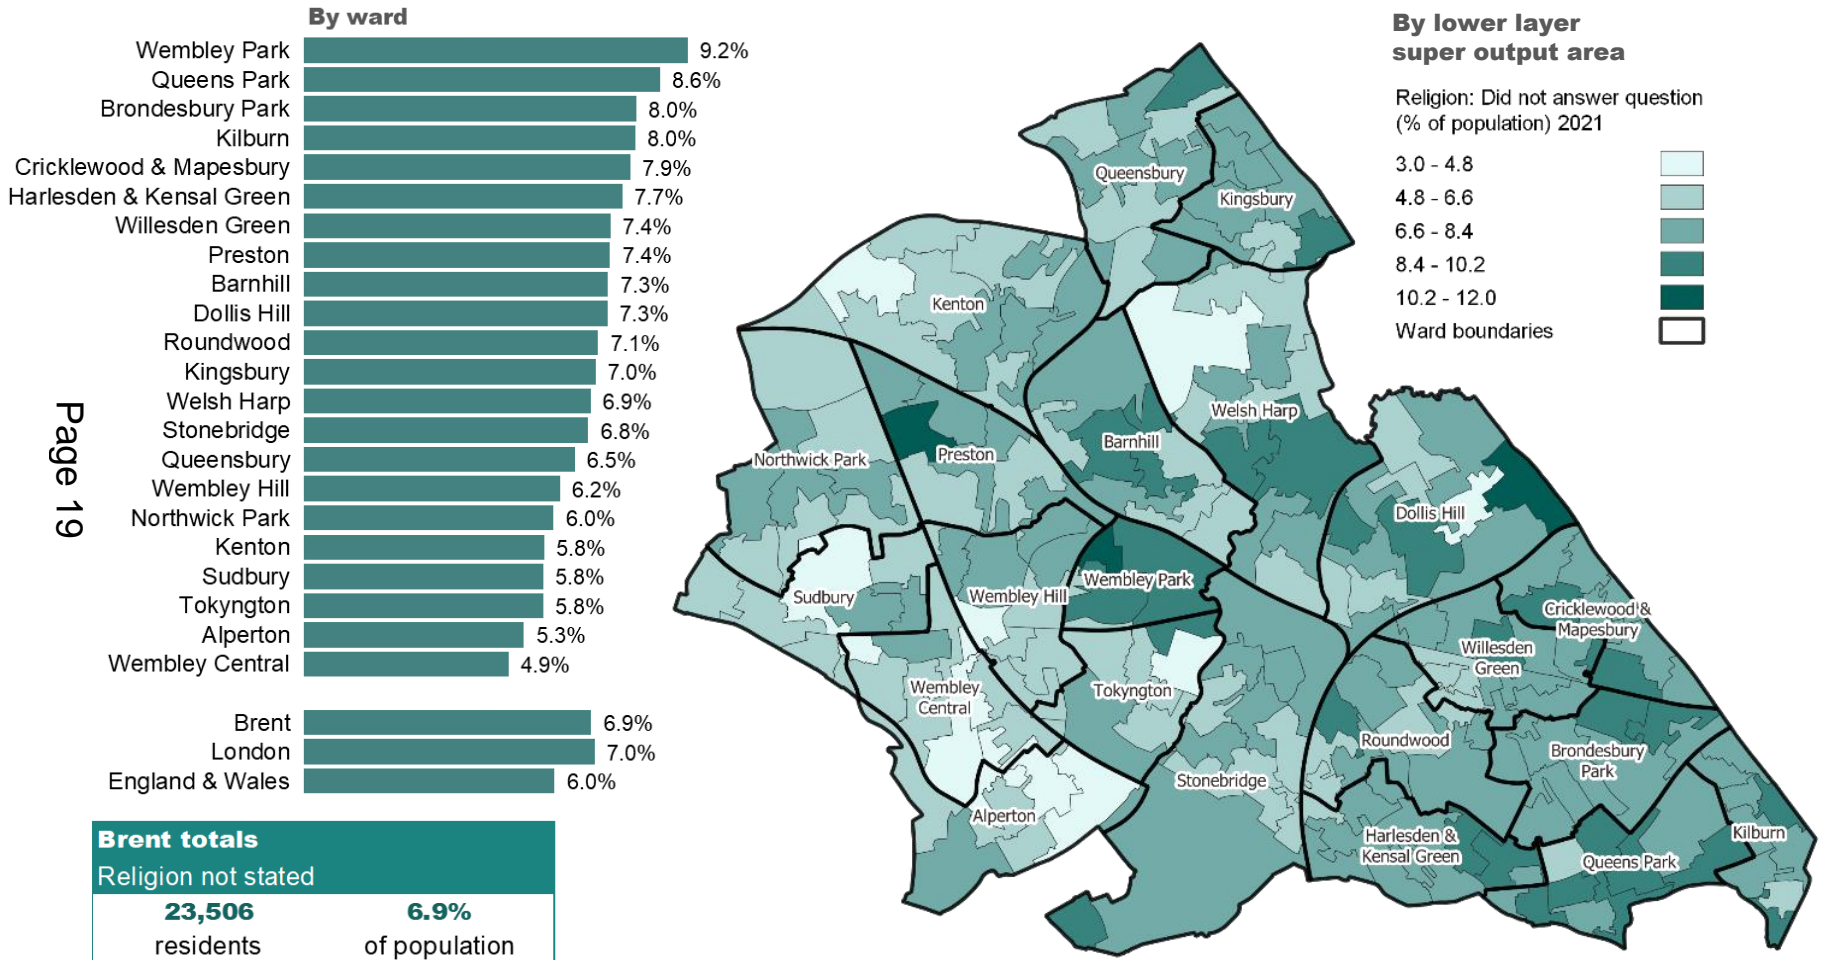 By ward
Wembley Park 9.2%
Queens Park 8.6%
Brondesbury Park 8.0%
Kilburn 8.0%
Cricklewood & Mapesbury 7.9%
Harlesden & Kensal Green 7.7%
Willesden Green 7.4%
Preston 7.4%
Barnhill 7.3%
Dollis Hill 7.3%
Roundwood 7.1%
Kingsbury 7.0%
Welsh Harp 6.9%
Stonebridge 6.8%
Queensbury 6.5%
Wembley Hill 6.2%
Northwick Park 6.0%
Kenton 5.8%
Sudbury 5.8%
Tokyngton 5.8%
Alperton 5.3%
Wembley Central 4.9%
Brent 6.9%
London 7.0%
England & Wales 6.0%
Page 19
Brent totals
Religion not stated
23,506 6.9%
residents of population
By lower layer
super output area
Religion: Did not answer question
(% of population) 2021
3.0 - 4.8
4.8 - 6.6
6.6 - 8.4
8.4 - 10.2
10.2 - 12.0
Ward boundaries
Queensbury
Kingsbury
Kenton
Welsh Harp
Barnhill
Preston
Northwick Park
Dollis Hill
Wembley Park
Wembley Hill
Sudbury
Cricklewood &
Mapesbury
Willesden
Green
Tokyngton
Wembley
Central
Roundwood
Brondesbury
Park
Stonebridge
Alperton
Harlesden &
Kensal Green
Queens Park
Kilburn